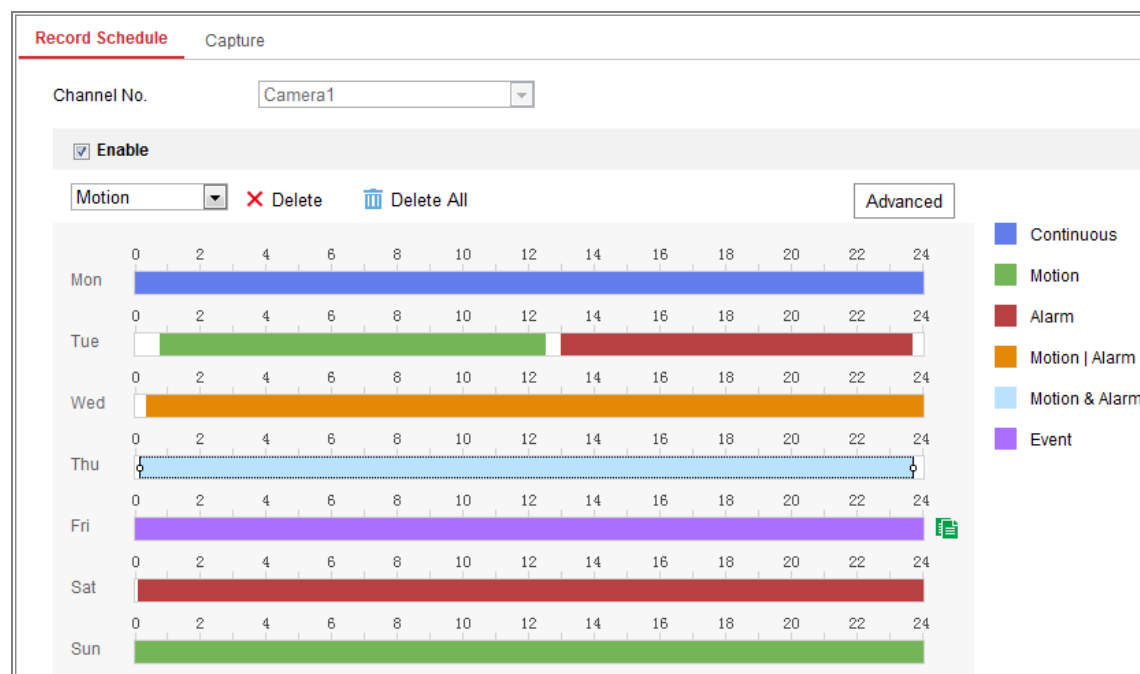 Record Schedule Capture
Channel No. Camera1
Enable
Motion Delete Delete All Advanced
0 2 4 6 8 10 12 14 16 18 20 22 24
Mon
0 2 4 6 8 10 12 14 16 18 20 22 24
Tue
0 2 4 6 8 10 12 14 16 18 20 22 24
Wed
0 2 4 6 8 10 12 14 16 18 20 22 24
Thu
0 2 4 6 8 10 12 14 16 18 20 22 24
Fri
0 2 4 6 8 10 12 14 16 18 20 22 24
Sat
0 2 4 6 8 10 12 14 16 18 20 22 24
Sun
Continuous
Motion
Alarm
Motion | Alarm
Motion & Alarm
Event